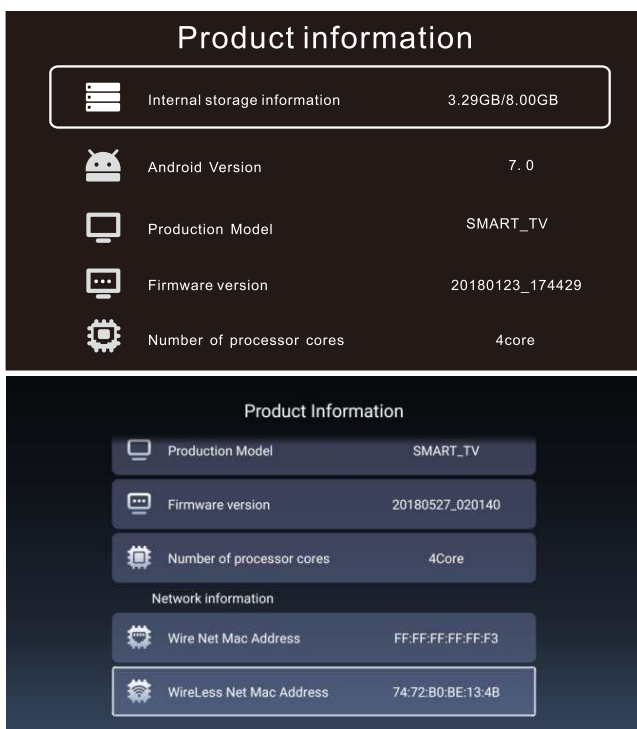 Product information
Internal storage information 3.29GB/8.00GB
Android Version 7. 0
Production Model SMART_TV
Firmware version 20180123_174429
Number of processor cores 4core
Product Information
Production Model SMART_TV
Firmware version 20180527_020140
Number of processor cores 4Core
Network information
Wire Net Mac Address FF:FF:FF:FF:FF:F3
WireLess Net Mac Address 74:72:B0:BE:13:4B